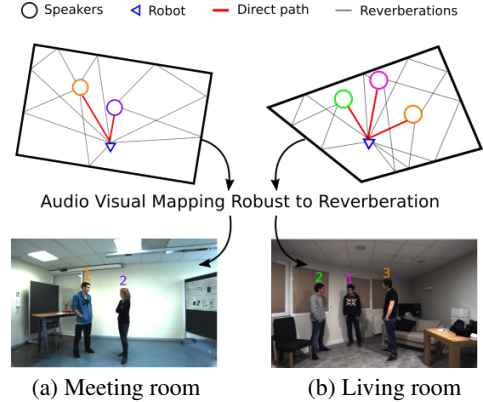 Speakers Robot Direct path Reverberations
Audio Visual Mapping Robust to Reverberation
1 2
2 1 3
(a) Meeting room (b) Living room